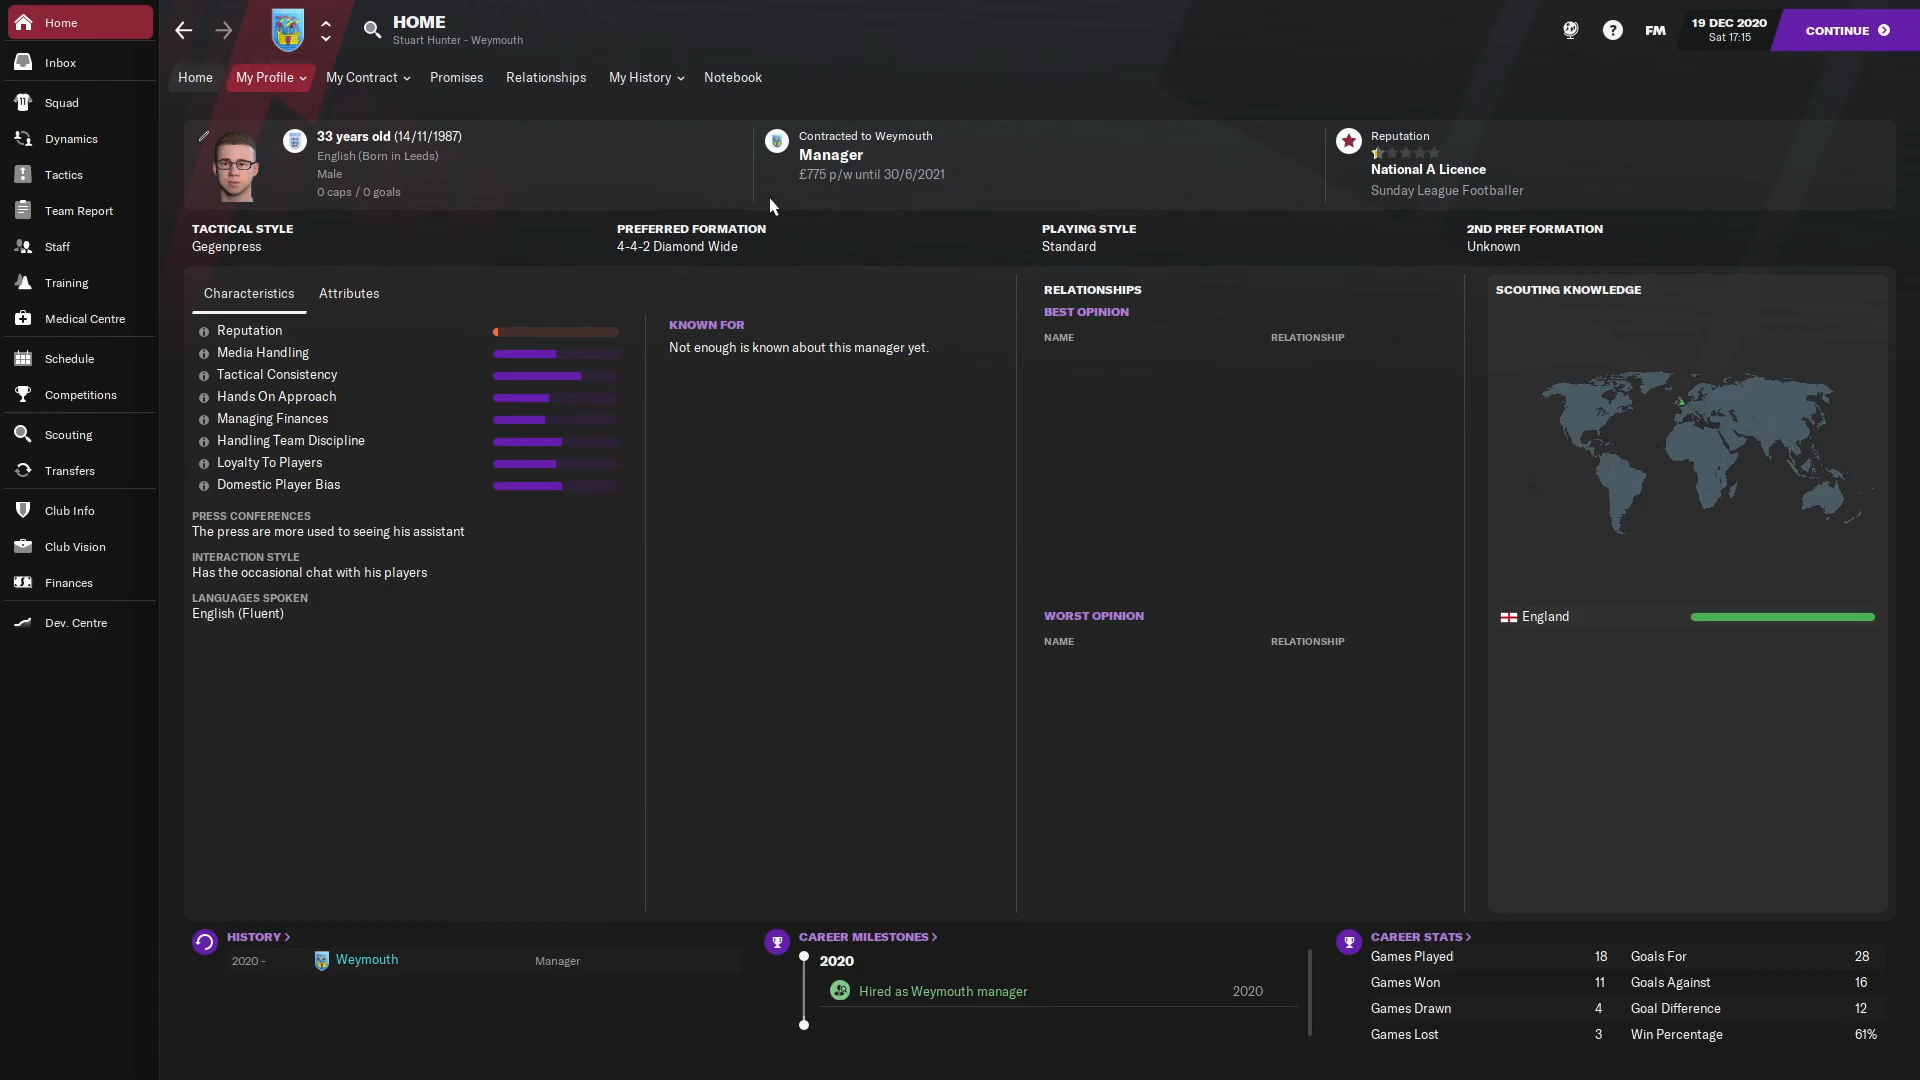 Home
Inbox
Squad
Dynamics
Tactics
Team Report
Staff
Training
Medical Centre
Schedule
Competitions
Scouting
Transfers
Club Info
Club Vision
Finances
Dev. Centre
HOME
Stuart Hunter - Weymouth
FM
19 DEC 2020
Sat 17:15
CONTINUE
Home My Profile My Contract Promises Relationships My History Notebook
33 years old (14/11/1987)
English (Born in Leeds)
Male
0 caps / 0 goals
Contracted to Weymouth
Manager
£775 p/w until 30/6/2021
Reputation
National A Licence
Sunday League Footballer
TACTICAL STYLE
Gegenpress
PREFERRED FORMATION
4-4-2 Diamond Wide
PLAYING STYLE
Standard
2ND PREF FORMATION
Unknown
Characteristics Attributes
Reputation
Media Handling
Tactical Consistency
Hands On Approach
Managing Finances
Handling Team Discipline
Loyalty To Players
Domestic Player Bias
PRESS CONFERENCES
The press are more used to seeing his assistant
INTERACTION STYLE
Has the occasional chat with his players
LANGUAGES SPOKEN
English (Fluent)
KNOWN FOR
Not enough is known about this manager yet.
RELATIONSHIPS
BEST OPINION
NAME RELATIONSHIP
WORST OPINION
NAME RELATIONSHIP
SCOUTING KNOWLEDGE
England
HISTORY >
2020 - Weymouth Manager
CAREER MILESTONES >
2020
Hired as Weymouth manager 2020
CAREER STATS >
Games Played 18 Goals For 28
Games Won 11 Goals Against 16
Games Drawn 4 Goal Difference 12
Games Lost 3 Win Percentage 61%